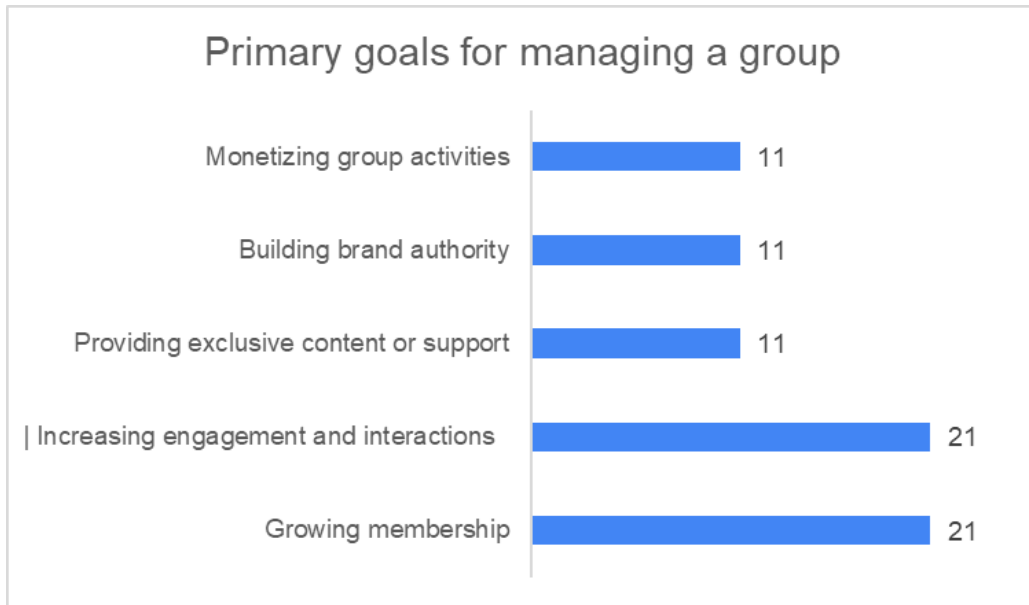 Primary goals for managing a group
Monetizing group activities 11
Building brand authority 11
Providing exclusive content or support 11
| Increasing engagement and interactions 21
Growing membership 21